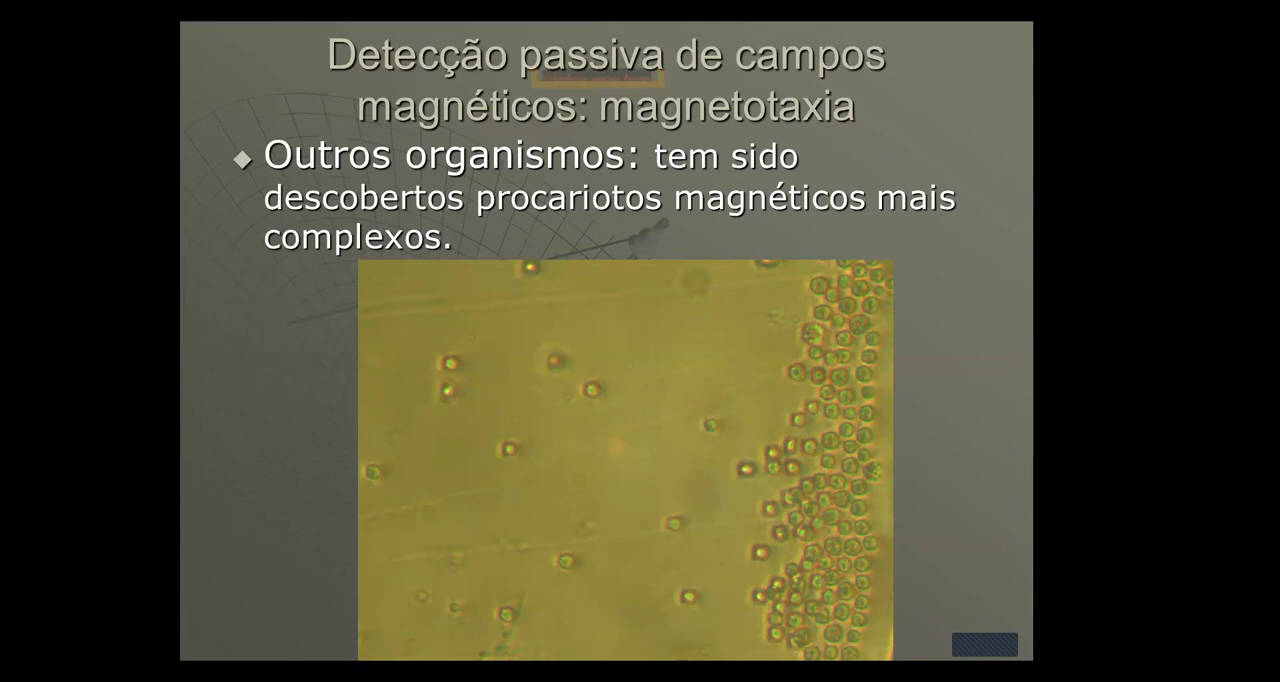 Detecção passiva de campos
magnéticos: magnetotaxia
Outros organismos: tem sido
descobertos procariotos magnéticos mais
complexos.